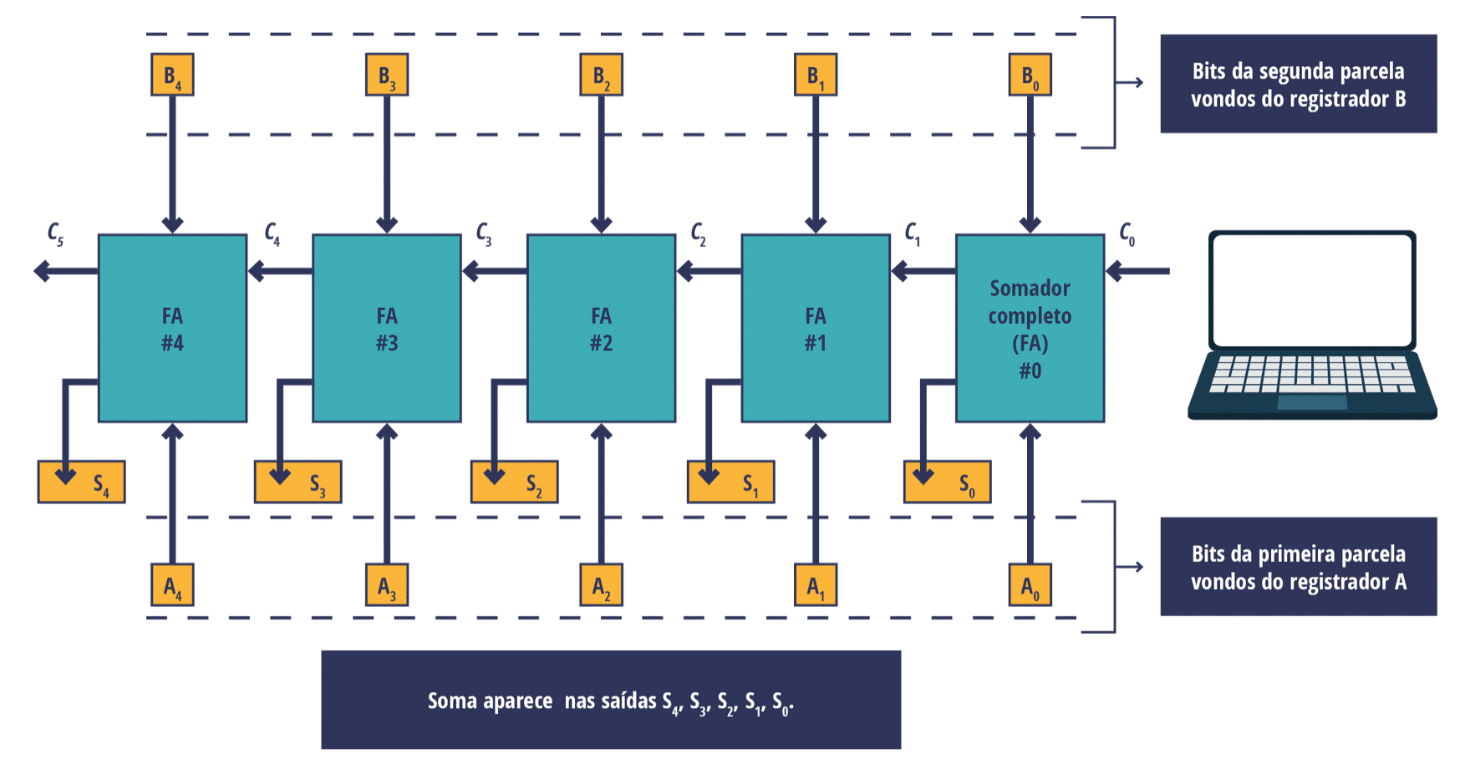 B₄ B₃ B₂ B₁ B₀
Bits da segunda parcela
vondos do registrador B
C₅ C₄ C₃ C₂ C₁ C₀
FA
#4
FA
#3
FA
#2
FA
#1
Somador
completo
(FA)
#0
S₄ S₃ S₂ S₁ S₀
A₄ A₃ A₂ A₁ A₀
Bits da primeira parcela
vondos do registrador A
Soma aparece nas saídas S₄, S₃, S₂, S₁, S₀.